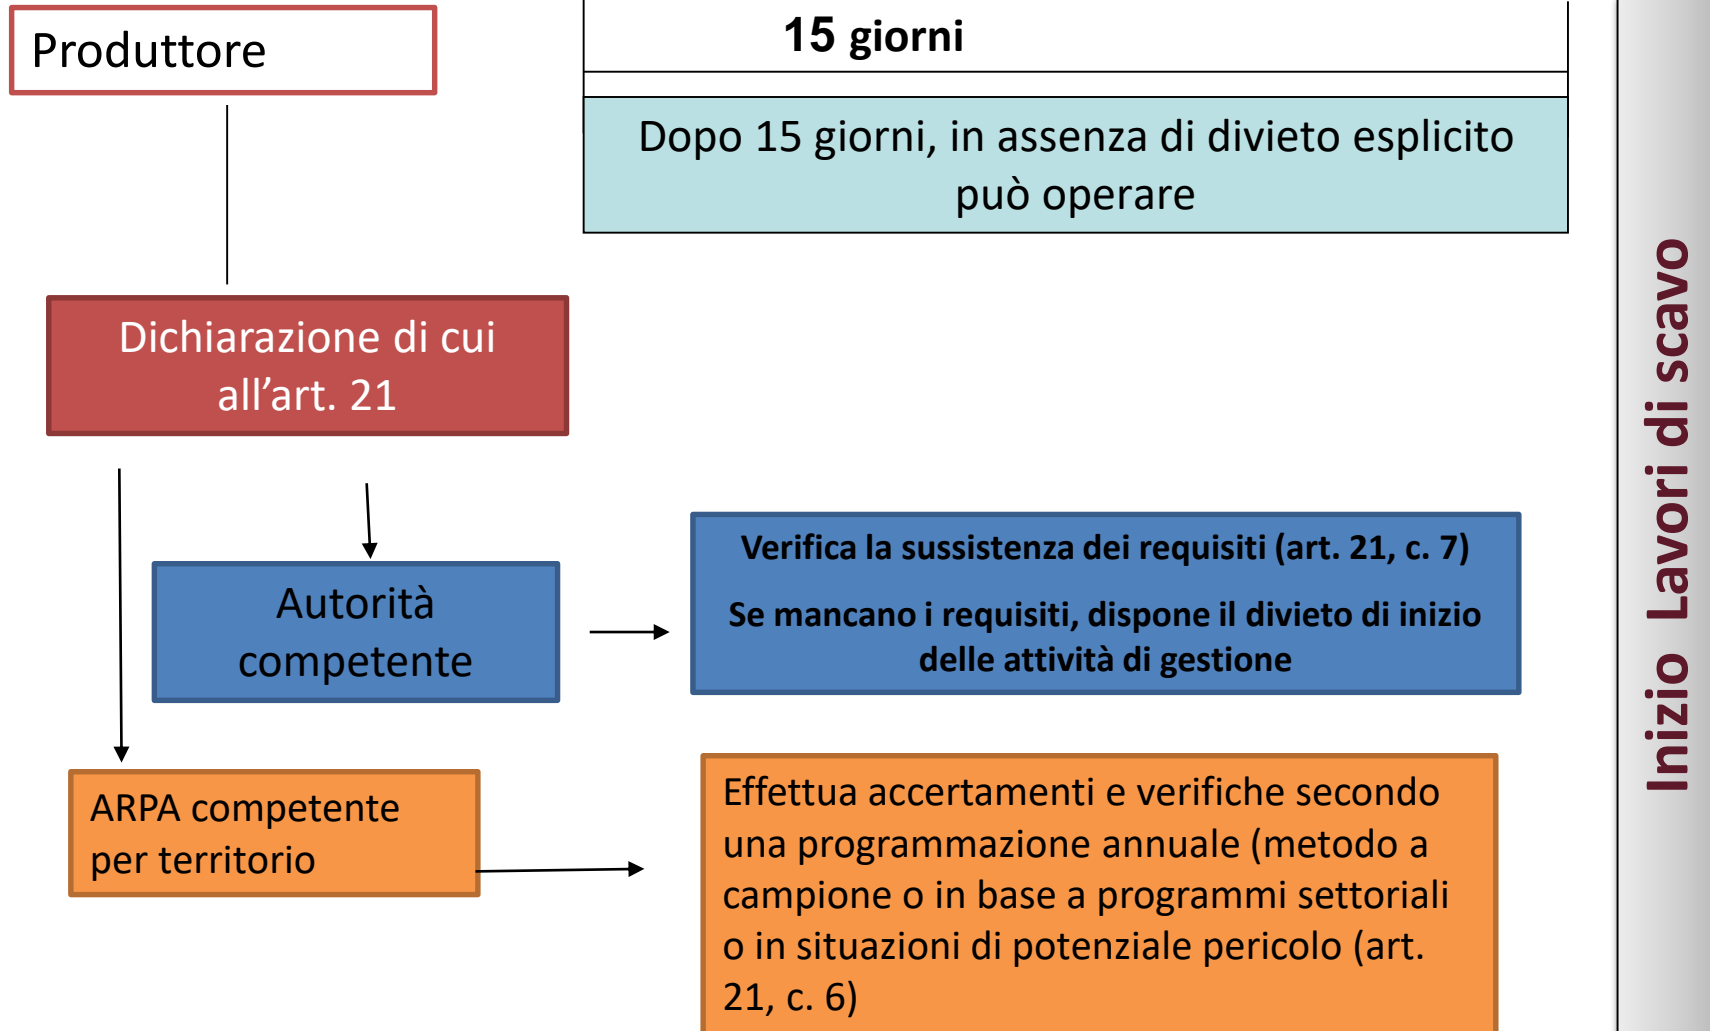 Produttore
15 giorni
Dopo 15 giorni, in assenza di divieto esplicito
può operare
Dichiarazione di cui
all’art. 21
Autorità
competente
Verifica la sussistenza dei requisiti (art. 21, c. 7)
Se mancano i requisiti, dispone il divieto di inizio
delle attività di gestione
ARPA competente
per territorio
Effettua accertamenti e verifiche secondo
una programmazione annuale (metodo a
campione o in base a programmi settoriali
o in situazioni di potenziale pericolo (art.
21, c. 6)
Inizio Lavori di scavo